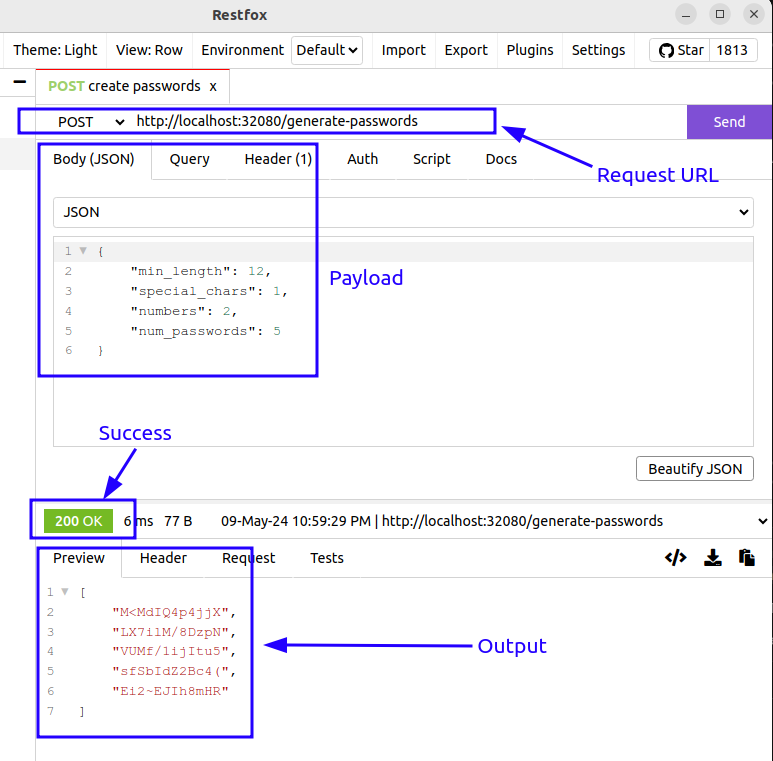 Restfox
Theme: Light View: Row Environment Default Import Export Plugins Settings Star 1813
POST create passwords x
POST http://localhost:32080/generate-passwords Send
Request URL
Body (JSON) Query Header (1) Auth Script Docs
JSON
1 {
2 "min_length": 12,
3 "special_chars": 1,
4 "numbers": 2,
5 "num_passwords": 5
6 }
Payload
Success
Beautify JSON
200 OK 6 ms 77 B 09-May-24 10:59:29 PM | http://localhost:32080/generate-passwords
Preview Header Request Tests
1 [
2 "M<MdIQ4p4jjX",
3 "LX7ilM/8DzpN",
4 "VUMf/lijItu5",
5 "sfSbIdZ2Bc4(",
6 "Ei2~EJIh8mHR"
7 ]
Output